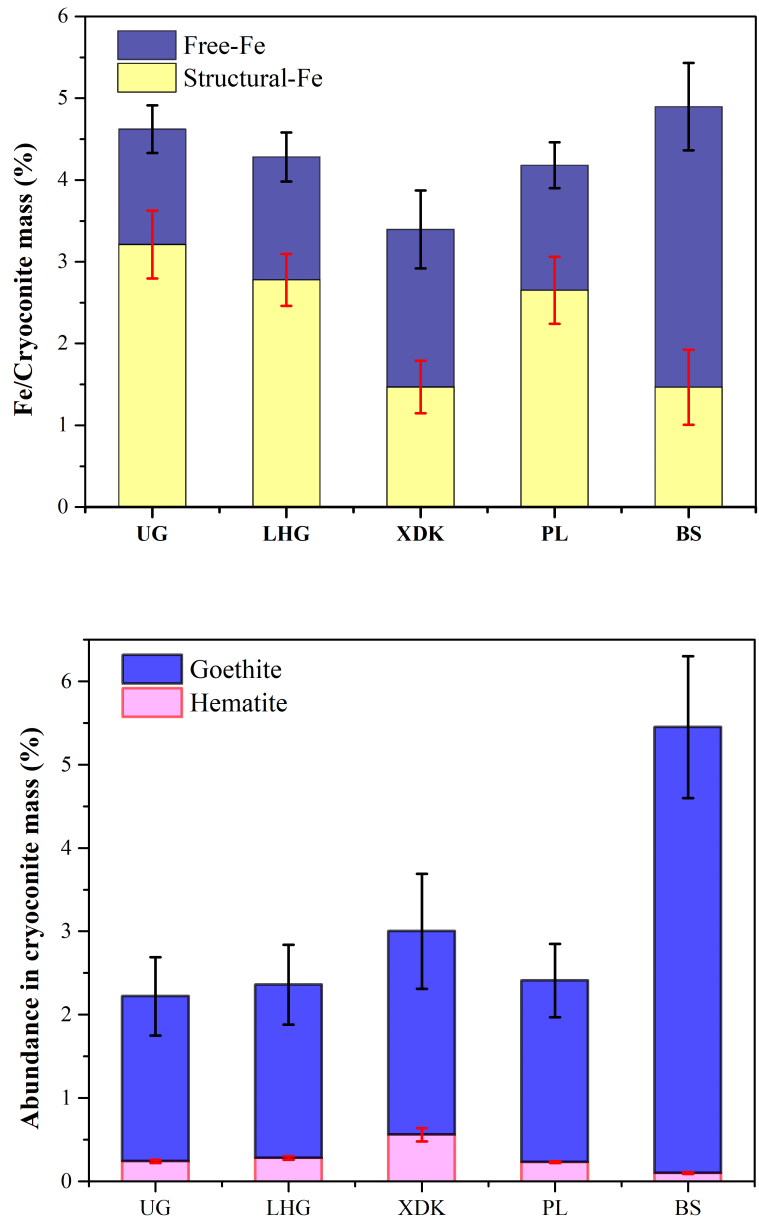 Fe/Cryoconite mass (%)
6
5
4
3
2
1
0
Free-Fe
Structural-Fe
UG LHG XDK PL BS
Abundance in cryoconite mass (%)
6
5
4
3
2
1
0
Goethite
Hematite
UG LHG XDK PL BS